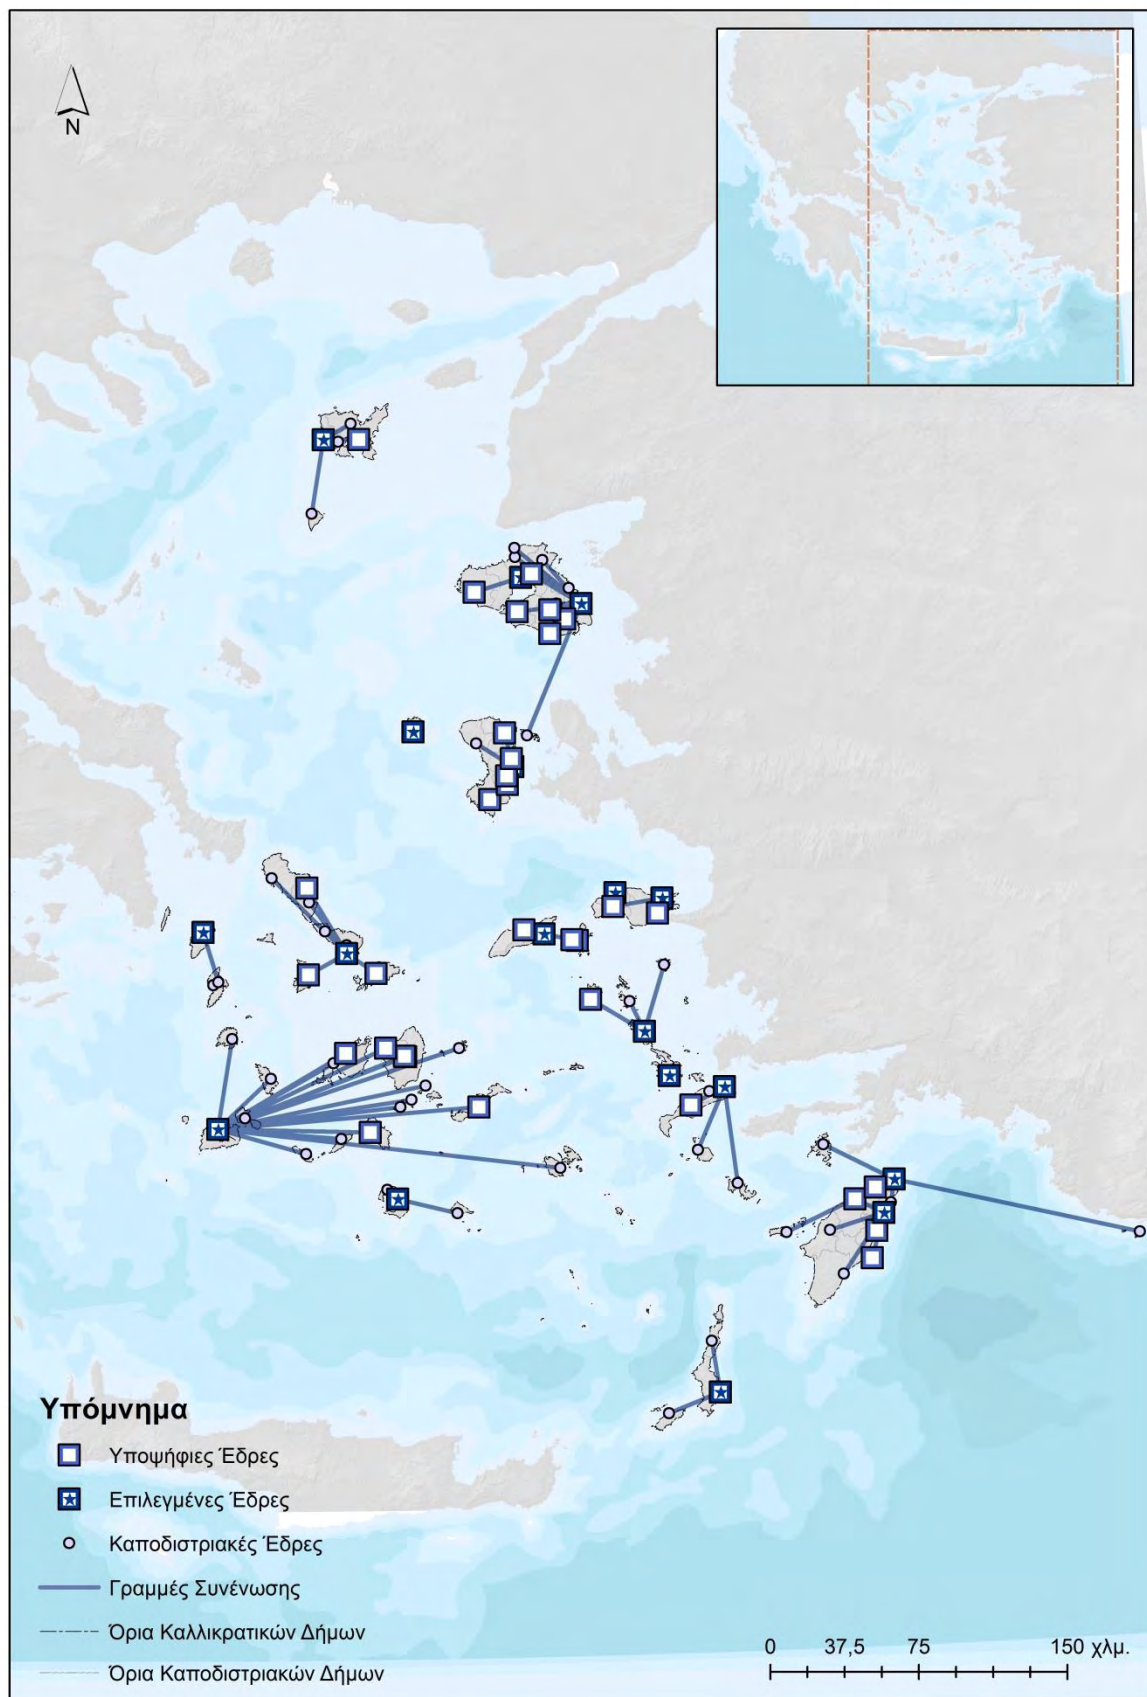 N
Υπόμνημα
Υποψήφιες Έδρες
Επιλεγμένες Έδρες
Καποδιστριακές Έδρες
Γραμμές Συνένωσης
Όρια Καλλικρατικών Δήμων
Όρια Καποδιστριακών Δήμων
0 37,5 75 150 χλμ.